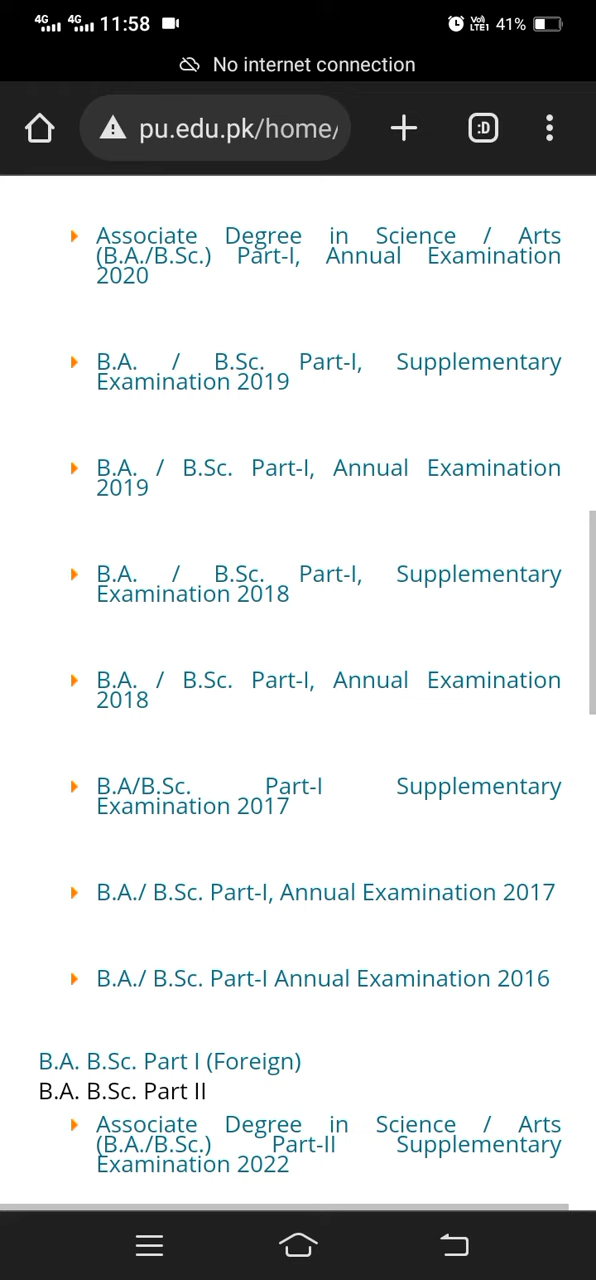 4G 4G 11:58 Vo) LTE1 41%
No internet connection
pu.edu.pk/home/ :D
Associate Degree in Science / Arts
(B.A./B.Sc.) Part-I, Annual Examination
2020
B.A. / B.Sc. Part-I, Supplementary
Examination 2019
B.A. / B.Sc. Part-I, Annual Examination
2019
B.A. / B.Sc. Part-I, Supplementary
Examination 2018
B.A. / B.Sc. Part-I, Annual Examination
2018
B.A/B.Sc. Part-I Supplementary
Examination 2017
B.A./ B.Sc. Part-I, Annual Examination 2017
B.A./ B.Sc. Part-I Annual Examination 2016
B.A. B.Sc. Part I (Foreign)
B.A. B.Sc. Part II
Associate Degree in Science / Arts
(B.A./B.Sc.) Part-II Supplementary
Examination 2022